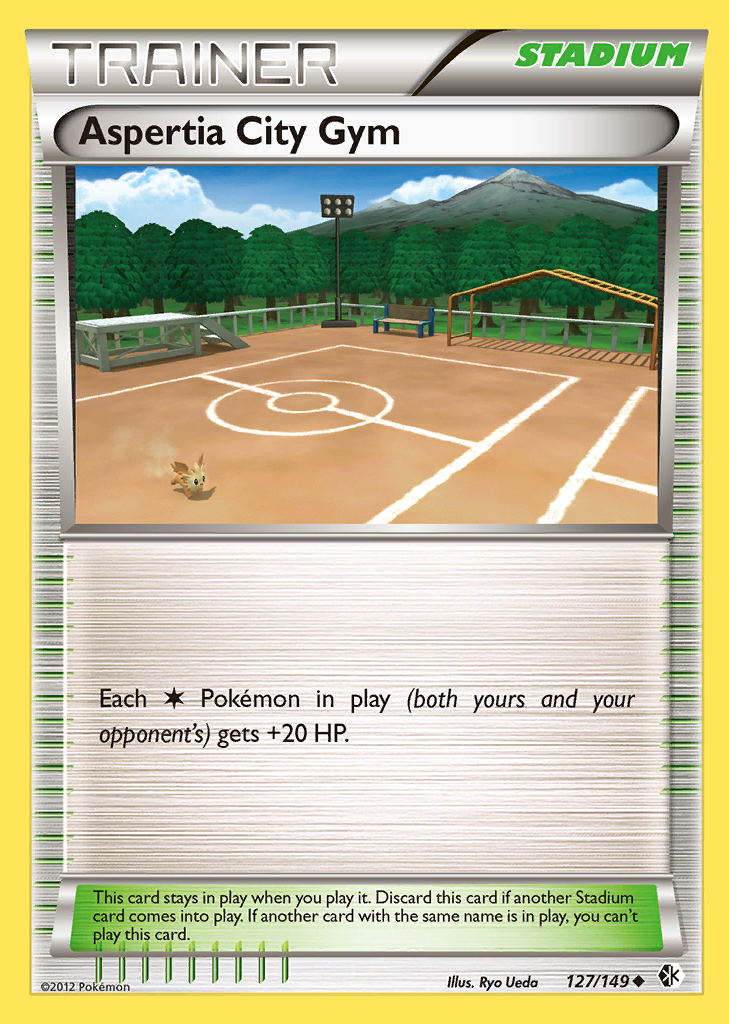 TRAINER
STADIUM
Aspertia City Gym
Each Pokémon in play (both yours and your
opponent's) gets +20 HP.
This card stays in play when you play it. Discard this card if another Stadium
card comes into play. If another card with the same name is in play, you can't
play this card.
©2012 Pokémon
Illus. Ryo Ueda
127/149